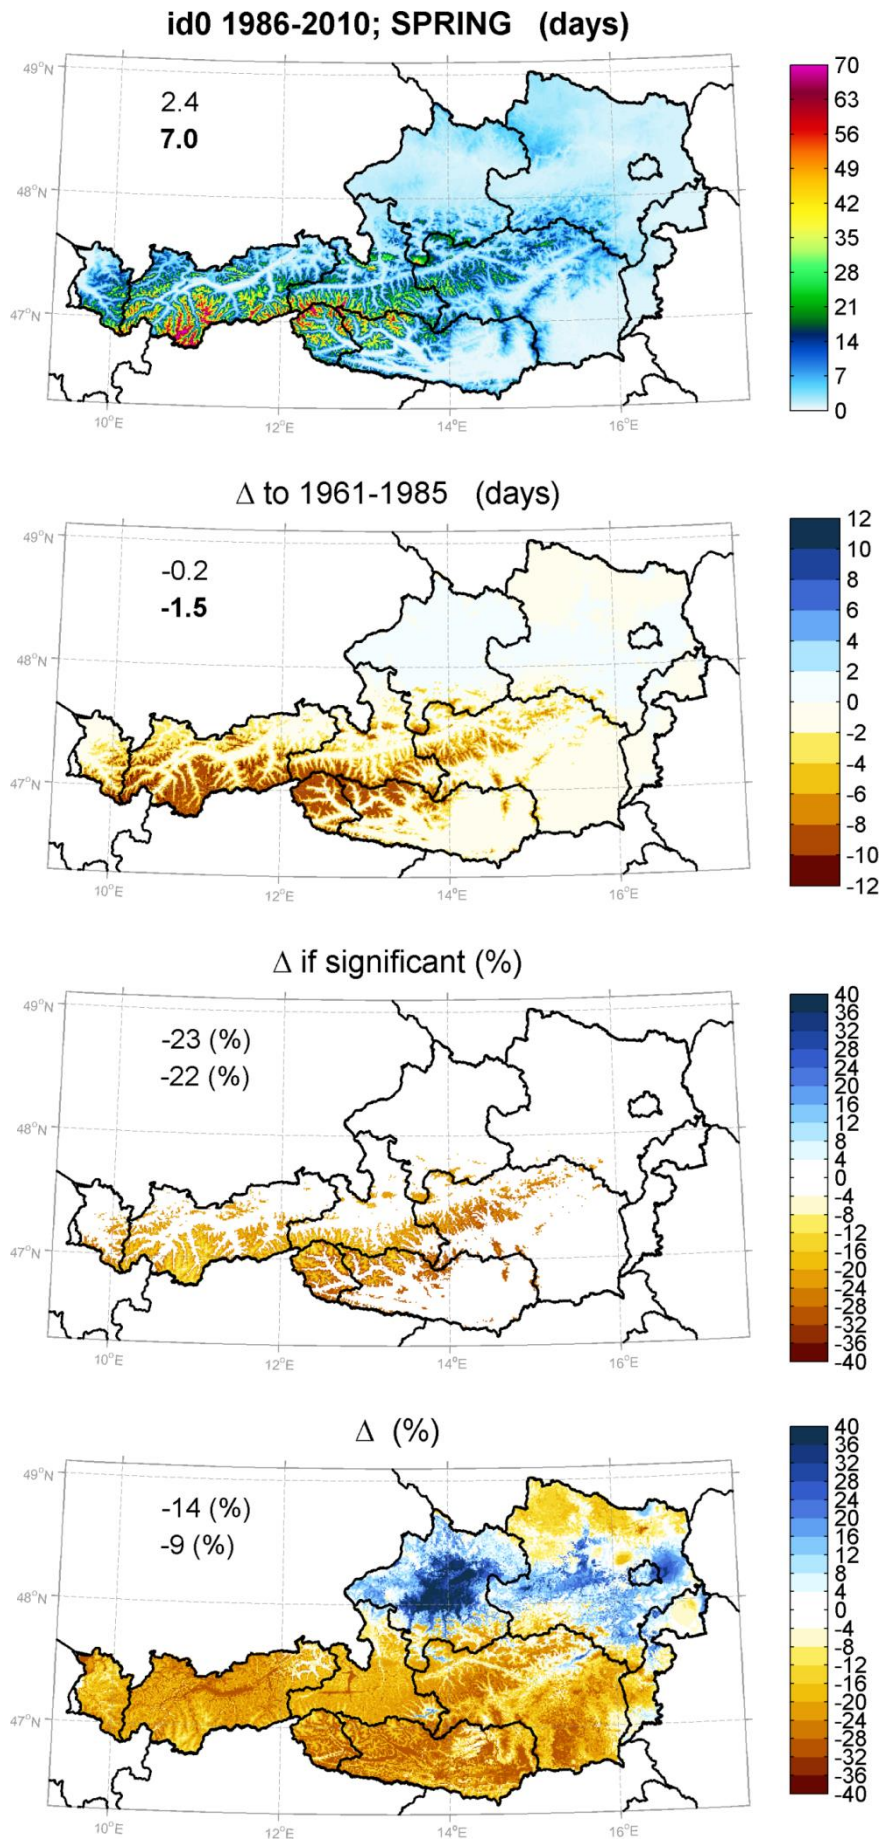 id0 1986-2010; SPRING (days)
49°N
48°N
47°N
10°E
12°E
14°E
16°E
2.4
7.0
70
63
56
49
42
35
28
21
14
7
0
Δ to 1961-1985 (days)
49°N
48°N
47°N
10°E
12°E
14°E
16°E
-0.2
-1.5
12
10
8
6
4
2
0
-2
-4
-6
-8
-10
-12
Δ if significant (%)
49°N
48°N
47°N
10°E
12°E
14°E
16°E
-23 (%)
-22 (%)
40
36
32
28
24
20
16
12
8
4
0
-4
-8
-12
-16
-20
-24
-28
-32
-36
-40
Δ (%)
49°N
48°N
47°N
10°E
12°E
14°E
16°E
-14 (%)
-9 (%)
40
36
32
28
24
20
16
12
8
4
0
-4
-8
-12
-16
-20
-24
-28
-32
-36
-40